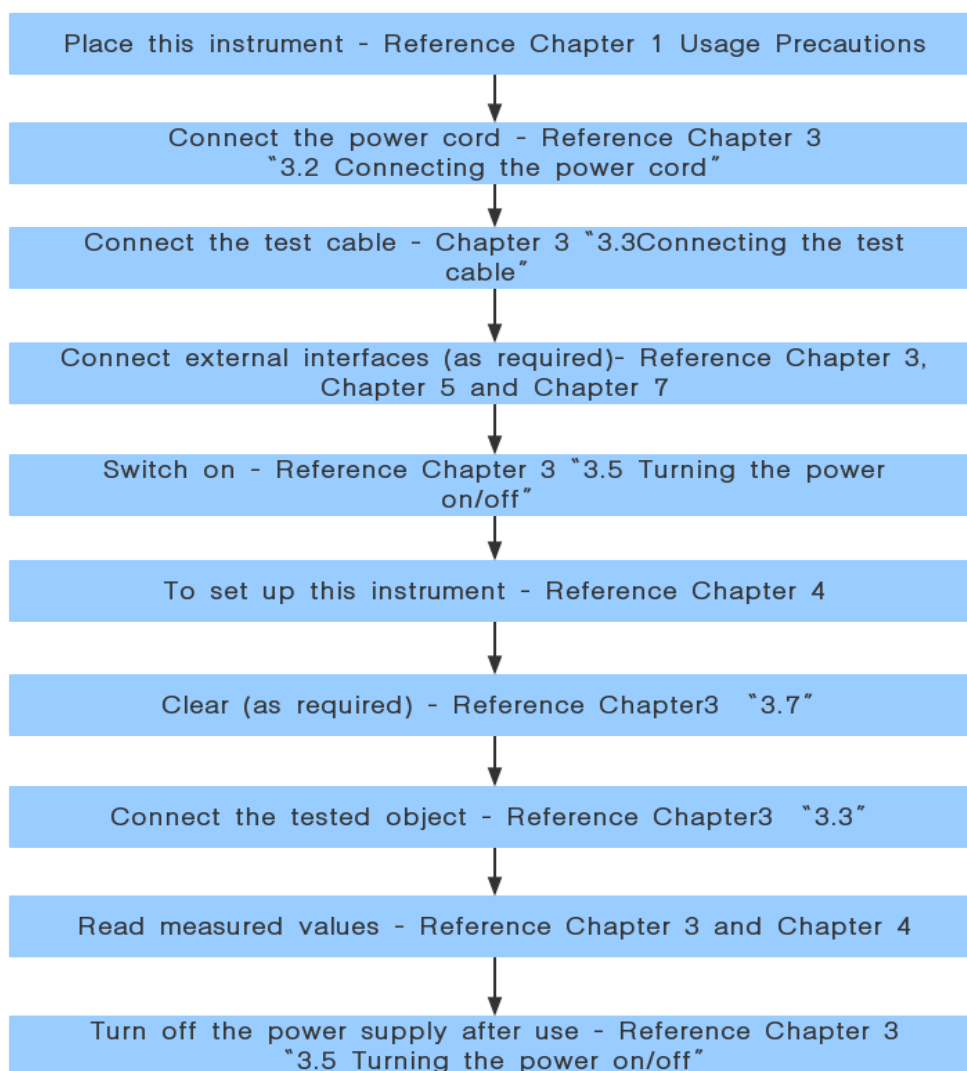 Place this instrument - Reference Chapter 1 Usage Precautions
Connect the power cord - Reference Chapter 3
"3.2 Connecting the power cord"
Connect the test cable - Chapter 3 "3.3Connecting the test
cable"
Connect external interfaces (as required)- Reference Chapter 3,
Chapter 5 and Chapter 7
Switch on - Reference Chapter 3 "3.5 Turning the power
on/off"
To set up this instrument - Reference Chapter 4
Clear (as required) - Reference Chapter3 "3.7"
Connect the tested object - Reference Chapter3 "3.3"
Read measured values - Reference Chapter 3 and Chapter 4
Turn off the power supply after use - Reference Chapter 3
"3.5 Turning the power on/off"